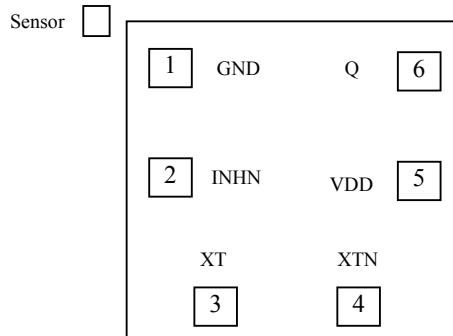 Sensor
1 GND Q 6
2 INHN VDD 5
XT XTN
3 4